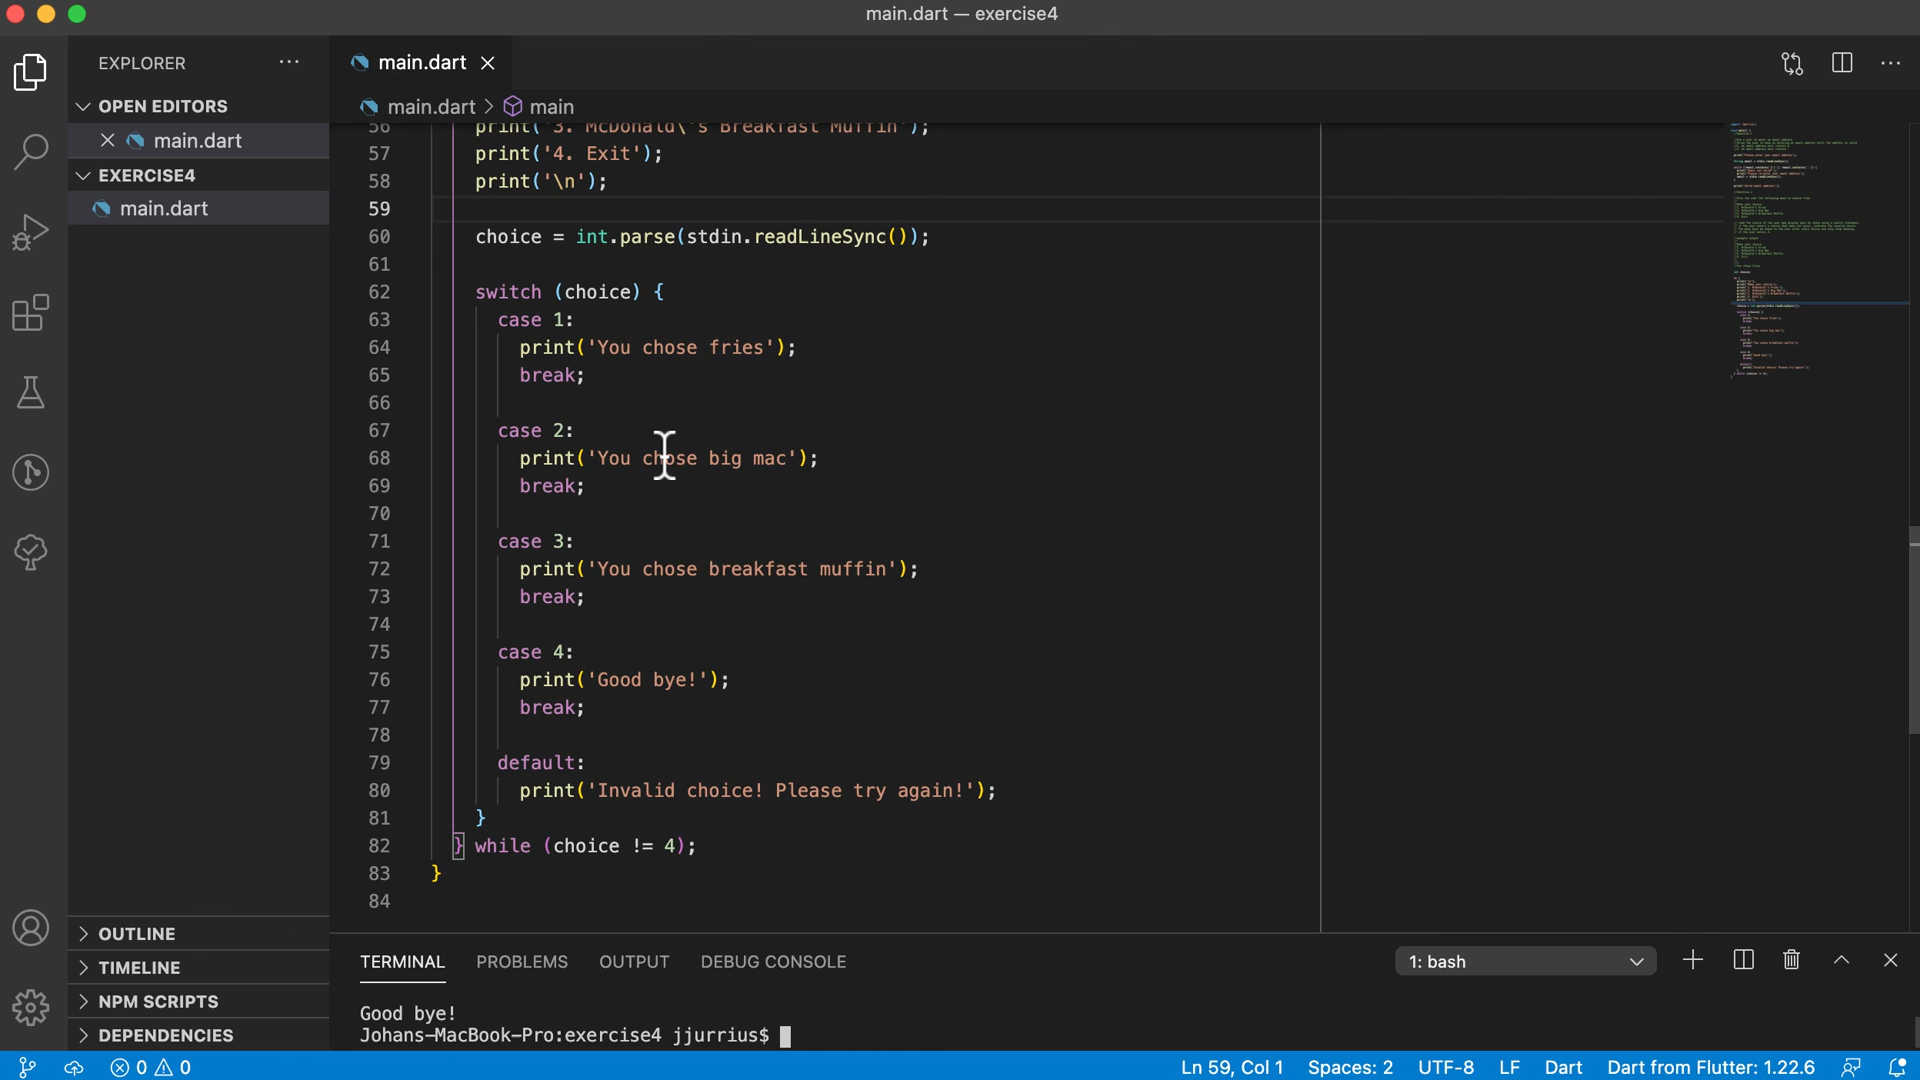 main.dart — exercise4
EXPLORER
main.dart
OPEN EDITORS
main.dart > main
main.dart
EXERCISE4
main.dart
56 print('3. McDonald\'s Breakfast Muffin');
57 print('4. Exit');
58 print('\n');
59
60 choice = int.parse(stdin.readLineSync());
61
62 switch (choice) {
63 case 1:
64 print('You chose fries');
65 break;
66
67 case 2:
68 print('You chose big mac');
69 break;
70
71 case 3:
72 print('You chose breakfast muffin');
73 break;
74
75 case 4:
76 print('Good bye!');
77 break;
78
79 default:
80 print('Invalid choice! Please try again!');
81 }
82 } while (choice != 4);
83 }
84
OUTLINE
TIMELINE
NPM SCRIPTS
DEPENDENCIES
TERMINAL PROBLEMS OUTPUT DEBUG CONSOLE 1: bash
Good bye!
Johans-MacBook-Pro:exercise4 jjurrius$
0 0 Ln 59, Col 1 Spaces: 2 UTF-8 LF Dart Dart from Flutter: 1.22.6